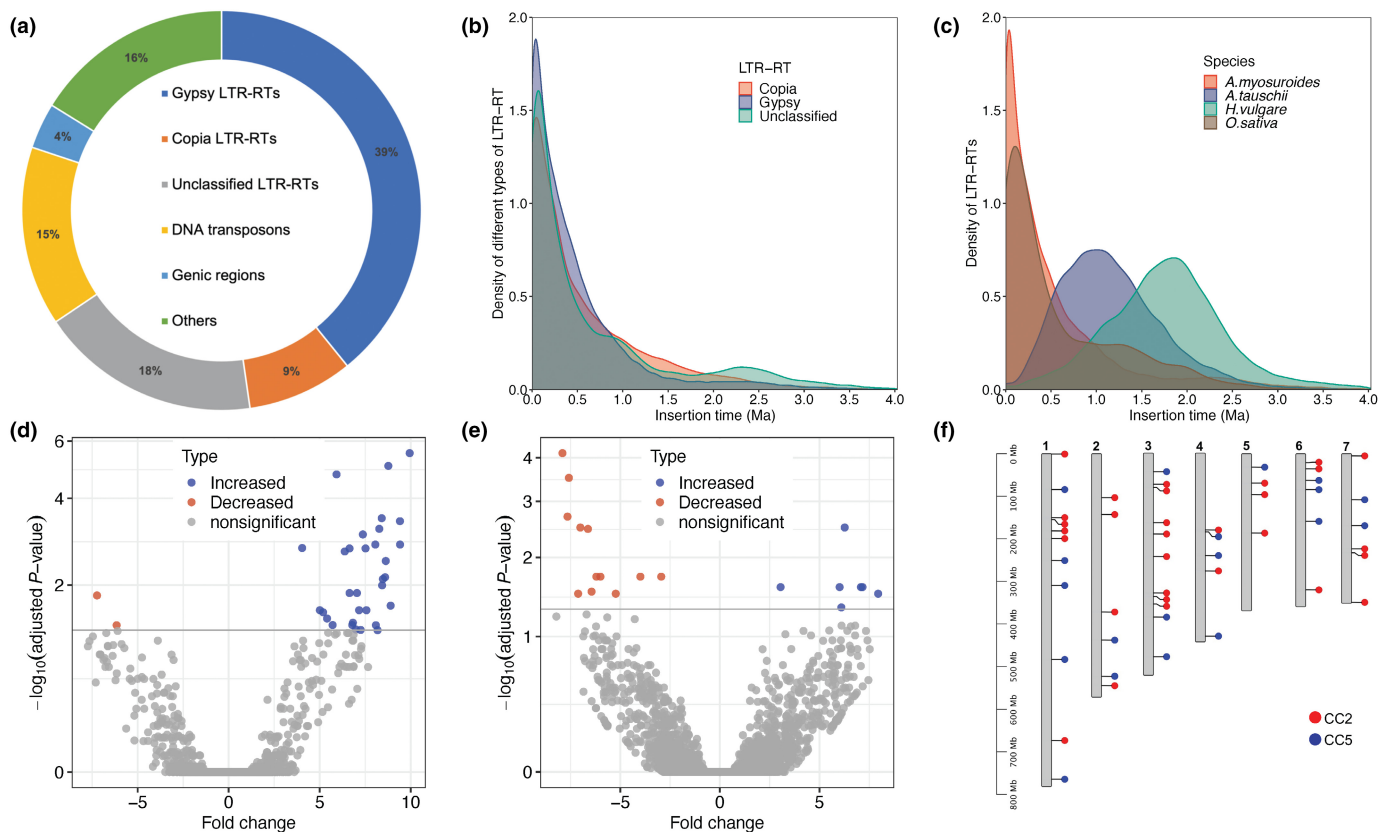 (a)
16%
4%
15%
18%
9%
39%
Gypsy LTR-RTs
Copia LTR-RTs
Unclassified LTR-RTs
DNA transposons
Genic regions
Others
(b)
2.0
1.5
1.0
0.5
0.0
Density of different types of LTR-RT
LTR-RT
Copia
Gypsy
Unclassified
0.0 0.5 1.0 1.5 2.0 2.5 3.0 3.5 4.0
Insertion time (Ma)
(c)
2.0
1.5
1.0
0.5
0.0
Density of LTR-RTs
Species
A.myosuroides
A.tauschii
H.vulgare
O.sativa
0.0 0.5 1.0 1.5 2.0 2.5 3.0 3.5 4.0
Insertion time (Ma)
(d)
6
4
2
0
−log10(adjusted P−value)
Type
Increased
Decreased
nonsignificant
−5 0 5 10
Fold change
(e)
4
3
2
1
0
−log10(adjusted P−value)
Type
Increased
Decreased
nonsignificant
−5 0 5
Fold change
(f)
1 2 3 4 5 6 7
0 Mb
100 Mb
200 Mb
300 Mb
400 Mb
500 Mb
600 Mb
700 Mb
800 Mb
CC2
CC5